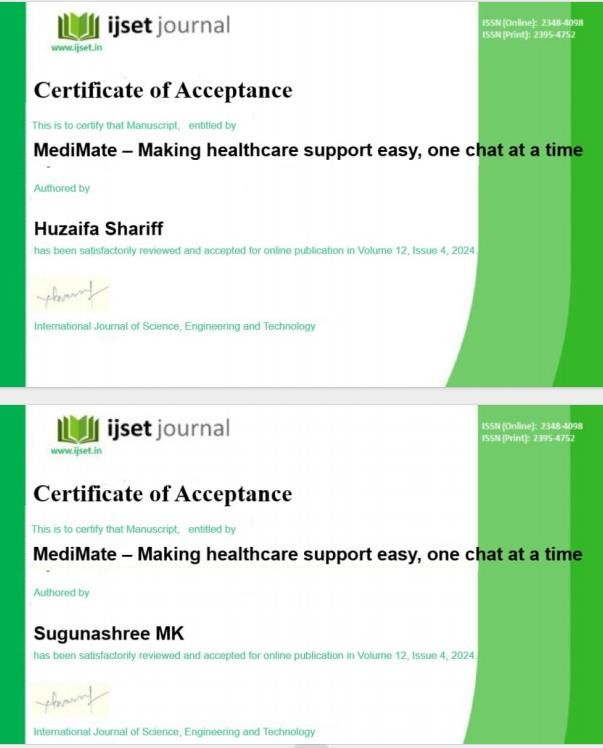 ijset journal
www.ijset.in
ISSN (Online): 2348-4098
ISSN (Print): 2395-4752
Certificate of Acceptance
This is to certify that Manuscript, entitled by
MediMate – Making healthcare support easy, one chat at a time
Authored by
Huzaifa Shariff
has been satisfactorily reviewed and accepted for online publication in Volume 12, Issue 4, 2024.
International Journal of Science, Engineering and Technology
ijset journal
www.ijset.in
ISSN (Online): 2348-4098
ISSN (Print): 2395-4752
Certificate of Acceptance
This is to certify that Manuscript, entitled by
MediMate – Making healthcare support easy, one chat at a time
Authored by
Sugunashree MK
has been satisfactorily reviewed and accepted for online publication in Volume 12, Issue 4, 2024.
International Journal of Science, Engineering and Technology